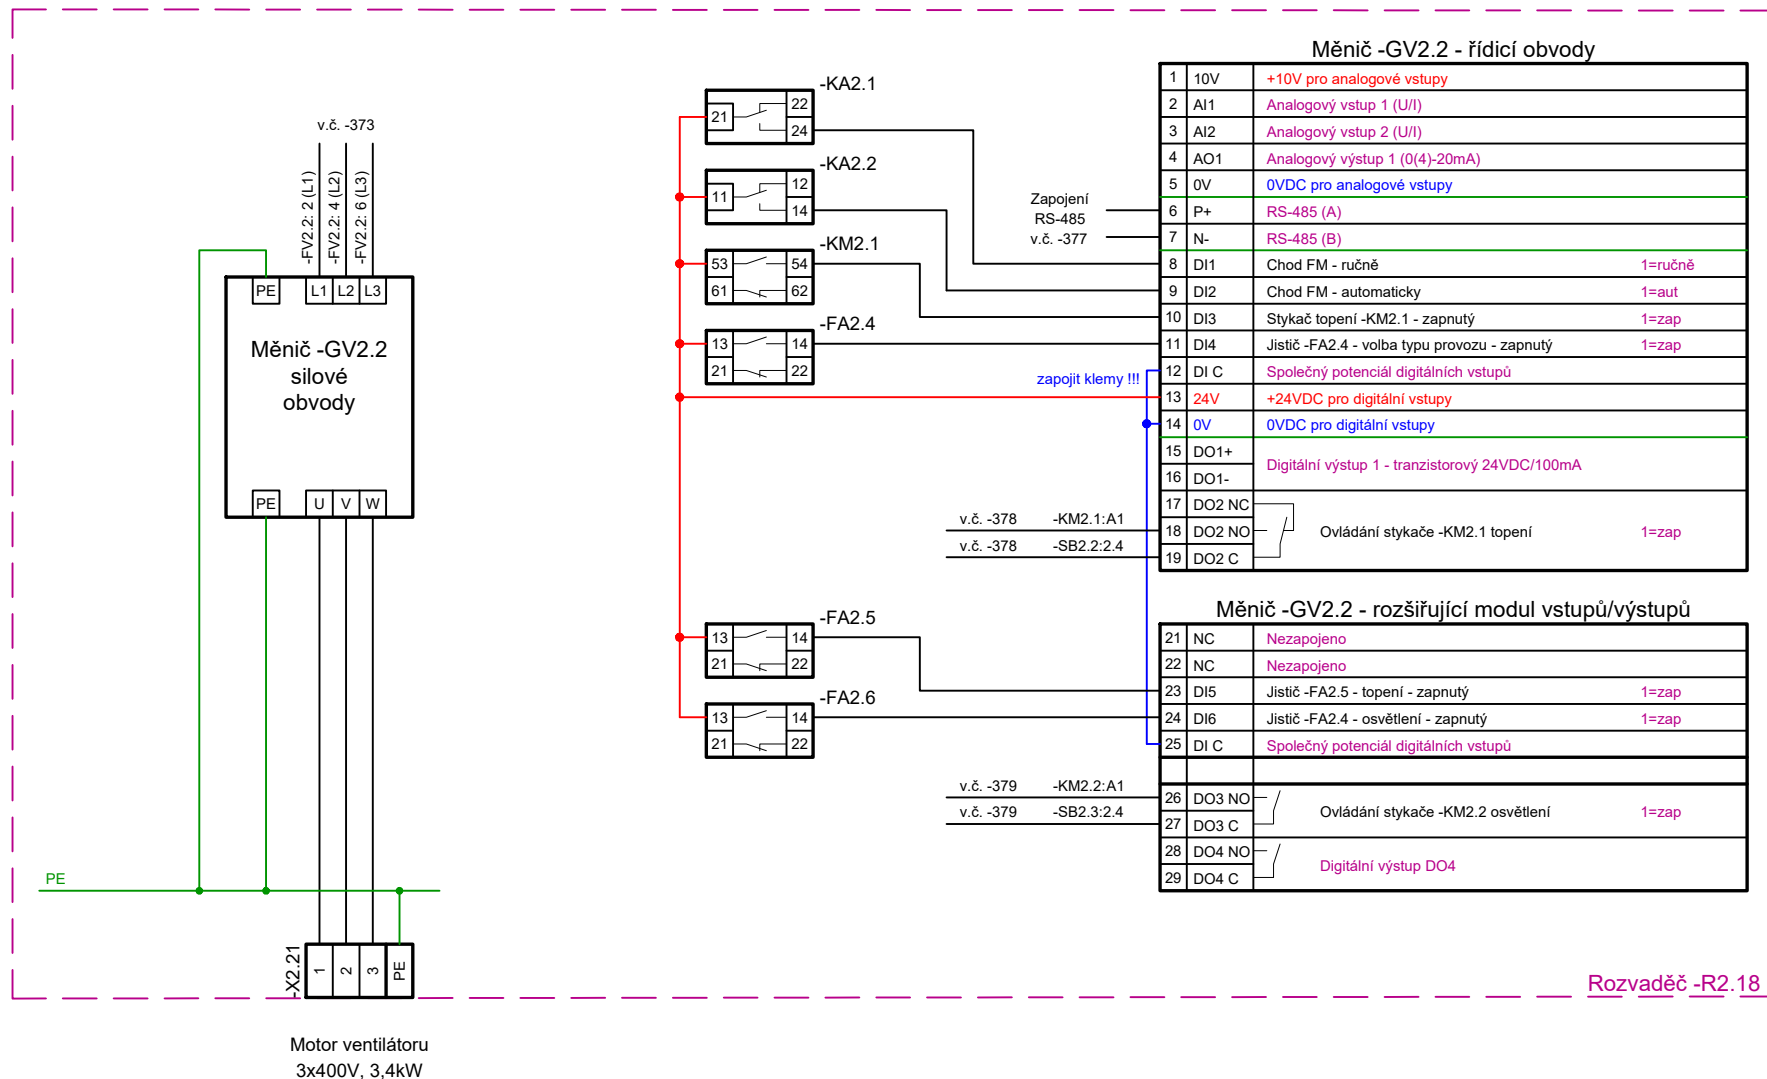 Měnič -GV2.2 - řídicí obvody
1 10V +10V pro analogové vstupy
2 AI1 Analogový vstup 1 (U/I)
3 AI2 Analogový vstup 2 (U/I)
4 AO1 Analogový výstup 1 (0(4)-20mA)
5 0V 0VDC pro analogové vstupy
6 P+ RS-485 (A)
7 N- RS-485 (B)
8 DI1 Chod FM - ručně 1=ručně
9 DI2 Chod FM - automaticky 1=aut
10 DI3 Stykač topení -KM2.1 - zapnutý 1=zap
11 DI4 Jistič -FA2.4 - volba typu provozu - zapnutý 1=zap
12 DI C Společný potenciál digitálních vstupů
13 24V +24VDC pro digitální vstupy
14 0V 0VDC pro digitální vstupy
15 DO1+
Digitální výstup 1 - tranzistorový 24VDC/100mA
16 DO1-
17 DO2 NC
18 DO2 NO Ovládání stykače -KM2.1 topení 1=zap
19 DO2 C
Zapojení
RS-485
v.č. -377
zapojit klemy !!!
v.č. -378 -KM2.1:A1
v.č. -378 -SB2.2:2.4
-KA2.1
21 22
24
-KA2.2
11 12
14
-KM2.1
53 54
61 62
-FA2.4
13 14
21 22
-FA2.5
13 14
21 22
-FA2.6
13 14
21 22
Měnič -GV2.2 - rozšiřující modul vstupů/výstupů
21 NC Nezapojeno
22 NC Nezapojeno
23 DI5 Jistič -FA2.5 - topení - zapnutý 1=zap
24 DI6 Jistič -FA2.4 - osvětlení - zapnutý 1=zap
25 DI C Společný potenciál digitálních vstupů
26 DO3 NO
Ovládání stykače -KM2.2 osvětlení 1=zap
27 DO3 C
28 DO4 NO
Digitální výstup DO4
29 DO4 C
v.č. -379 -KM2.2:A1
v.č. -379 -SB2.3:2.4
v.č. -373
-FV2.2: 2 (L1)
-FV2.2: 4 (L2)
-FV2.2: 6 (L3)
PE L1 L2 L3
Měnič -GV2.2
silové
obvody
PE U V W
PE
-X2.21
1 2 3 PE
Rozvaděč -R2.18
Motor ventilátoru
3x400V, 3,4kW